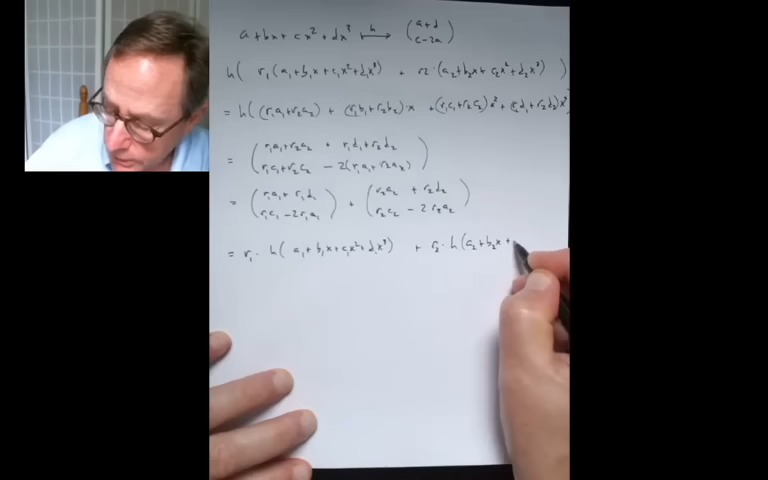 a + bx + cx² + dx³ ⟼ʰ ( a+d / c−2a )
h( r₁(a₁+b₁x+c₁x²+d₁x³) + r₂·(a₂+b₂x+c₂x²+d₂x³) )
= h( (r₁a₁+r₂a₂) + (r₁b₁+r₂b₂)·x + (r₁c₁+r₂c₂)x² + (r₁d₁+r₂d₂)x³
= ( r₁a₁+r₂a₂ + r₁d₁+r₂d₂ / r₁c₁+r₂c₂ − 2(r₁a₁+r₂a₂) )
= ( r₁a₁ + r₁d₁ / r₁c₁ − 2r₁a₁ ) + ( r₂a₂ + r₂d₂ / r₂c₂ − 2r₂a₂ )
= r₁· h( a₁+b₁x+c₁x²+d₁x³ ) + r₂· h(a₂+b₂x +